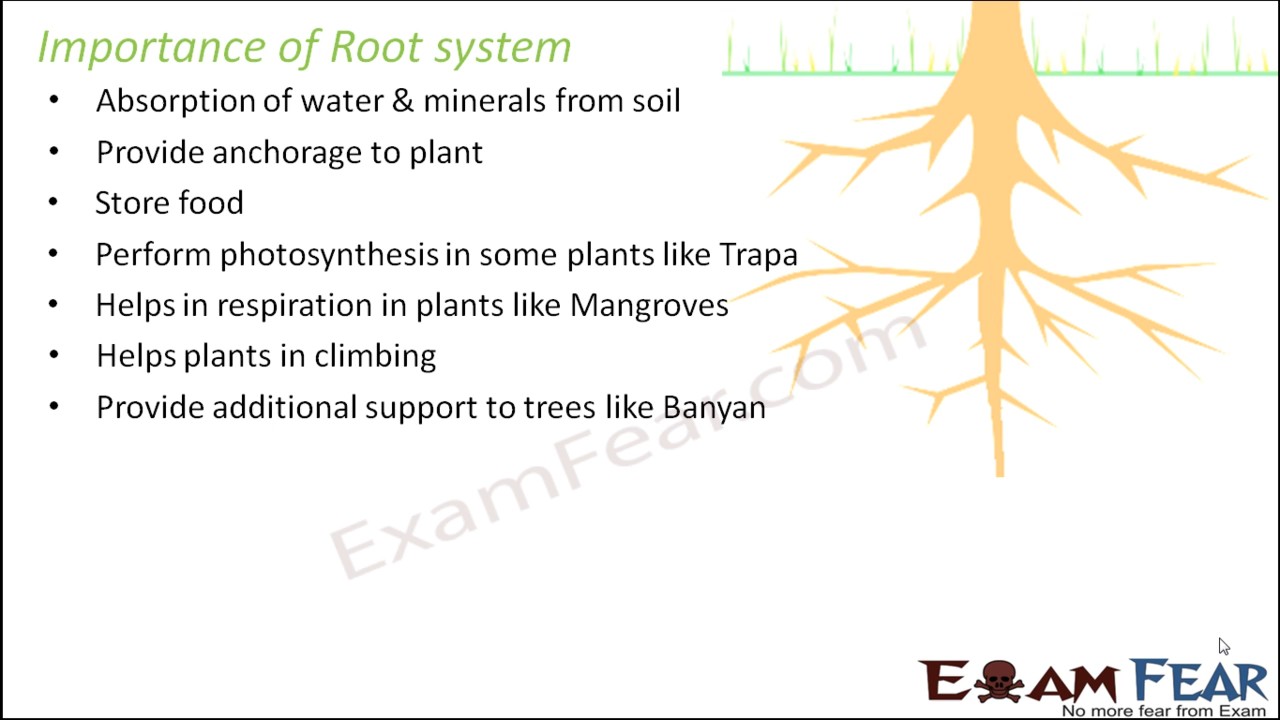 Importance of Root system
• Absorption of water & minerals from soil
• Provide anchorage to plant
• Store food
• Perform photosynthesis in some plants like Trapa
• Helps in respiration in plants like Mangroves
• Helps plants in climbing
• Provide additional support to trees like Banyan
ExamFear.com
EXAM FEAR
No more fear from Exam